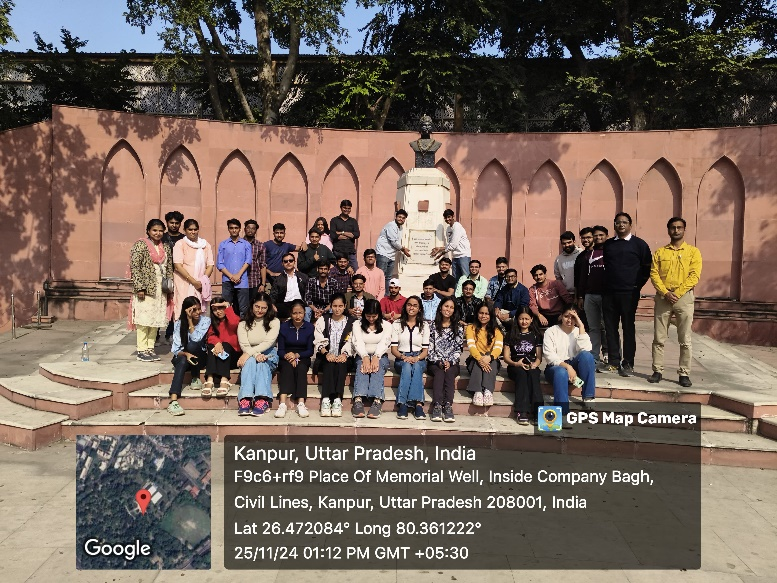 GPS Map Camera
Kanpur, Uttar Pradesh, India
F9c6+rf9 Place Of Memorial Well, Inside Company Bagh,
Civil Lines, Kanpur, Uttar Pradesh 208001, India
Lat 26.472084° Long 80.361222°
25/11/24 01:12 PM GMT +05:30
Google